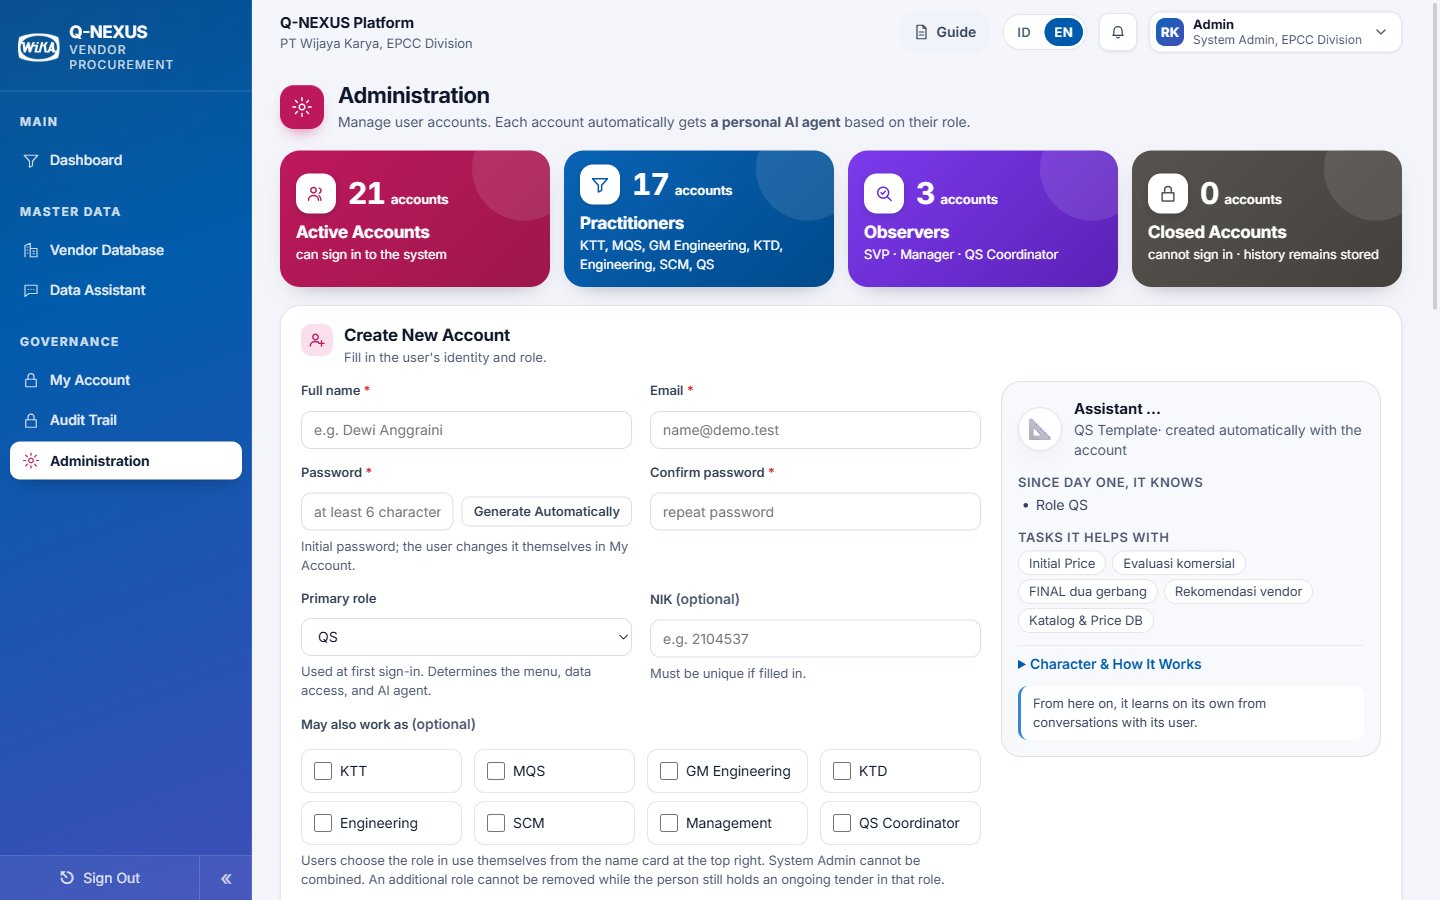 WIKA
Q-NEXUS
VENDOR
PROCUREMENT
MAIN
Dashboard
MASTER DATA
Vendor Database
Data Assistant
GOVERNANCE
My Account
Audit Trail
Administration
Sign Out
«
Q-NEXUS Platform
PT Wijaya Karya, EPCC Division
Guide
ID EN
RK
Admin
System Admin, EPCC Division
Administration
Manage user accounts. Each account automatically gets a personal AI agent based on their role.
21 accounts
Active Accounts
can sign in to the system
17 accounts
Practitioners
KTT, MQS, GM Engineering, KTD,
Engineering, SCM, QS
3 accounts
Observers
SVP · Manager · QS Coordinator
0 accounts
Closed Accounts
cannot sign in · history remains stored
Create New Account
Fill in the user's identity and role.
Full name *
e.g. Dewi Anggraini
Email *
name@demo.test
Password *
at least 6 character
Generate Automatically
Initial password; the user changes it themselves in My
Account.
Confirm password *
repeat password
Primary role
QS
Used at first sign-in. Determines the menu, data
access, and AI agent.
NIK (optional)
e.g. 2104537
Must be unique if filled in.
May also work as (optional)
KTT
MQS
GM Engineering
KTD
Engineering
SCM
Management
QS Coordinator
Users choose the role in use themselves from the name card at the top right. System Admin cannot be
combined. An additional role cannot be removed while the person still holds an ongoing tender in that role.
Assistant ...
QS Template· created automatically with the
account
SINCE DAY ONE, IT KNOWS
• Role QS
TASKS IT HELPS WITH
Initial Price
Evaluasi komersial
FINAL dua gerbang
Rekomendasi vendor
Katalog & Price DB
Character & How It Works
From here on, it learns on its own from
conversations with its user.